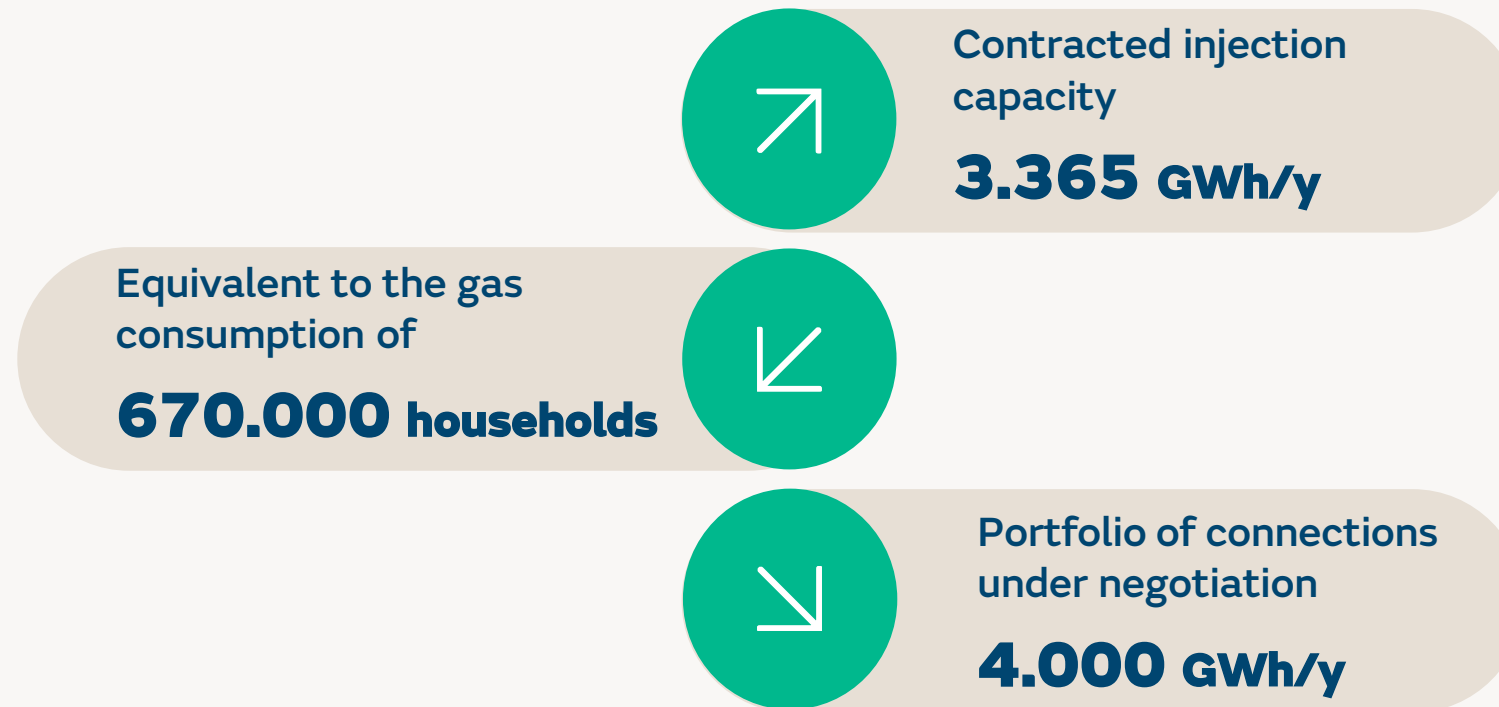 Contracted injection
capacity
3.365 GWh/y
Equivalent to the gas
consumption of
670.000 households
Portfolio of connections
under negotiation
4.000 GWh/y